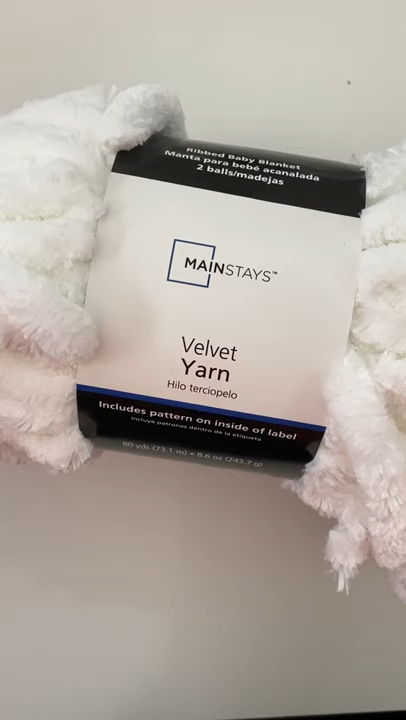 Ribbed Baby Blanket
Manta para bebé acanalada
2 balls/madejas
MAINSTAYS™
Velvet
Yarn
Hilo terciopelo
Includes pattern on inside of label
Incluye patrones dentro de la etiqueta
80 yds (73.1 m) • 8.6 oz (243.7 g)